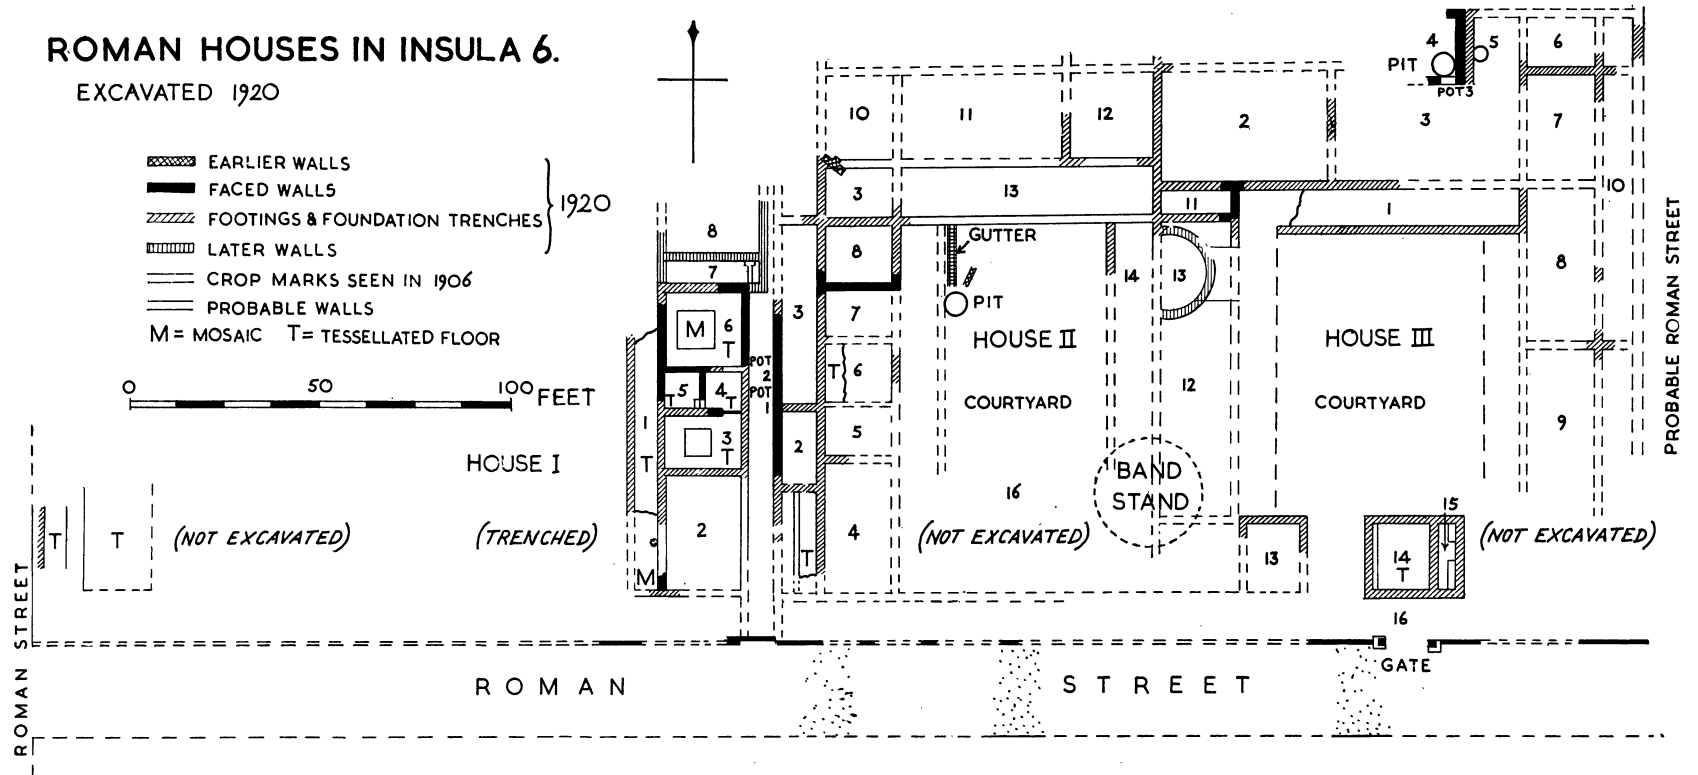 ROMAN HOUSES IN INSULA 6.
EXCAVATED 1920
EARLIER WALLS
FACED WALLS
FOOTINGS & FOUNDATION TRENCHES
LATER WALLS
1920
CROP MARKS SEEN IN 1906
PROBABLE WALLS
M = MOSAIC T = TESSELLATED FLOOR
0 50 100 FEET
HOUSE I
8
7
M 6
T
5 T
4 T
3
T
1
T
2
M
T
T
(NOT EXCAVATED)
(TRENCHED)
POT
2
POT
1
10 11 12
3 13
8
7
T 6
5
4
3
2
T
GUTTER
PIT
HOUSE II
COURTYARD
16
(NOT EXCAVATED)
14
13
12
11
BAND
STAND
2
3
4 5
PIT
POT 3
6
7
10
1
8
9
HOUSE III
COURTYARD
13
14
T
15
(NOT EXCAVATED)
16
GATE
ROMAN STREET
ROMAN STREET
PROBABLE ROMAN STREET